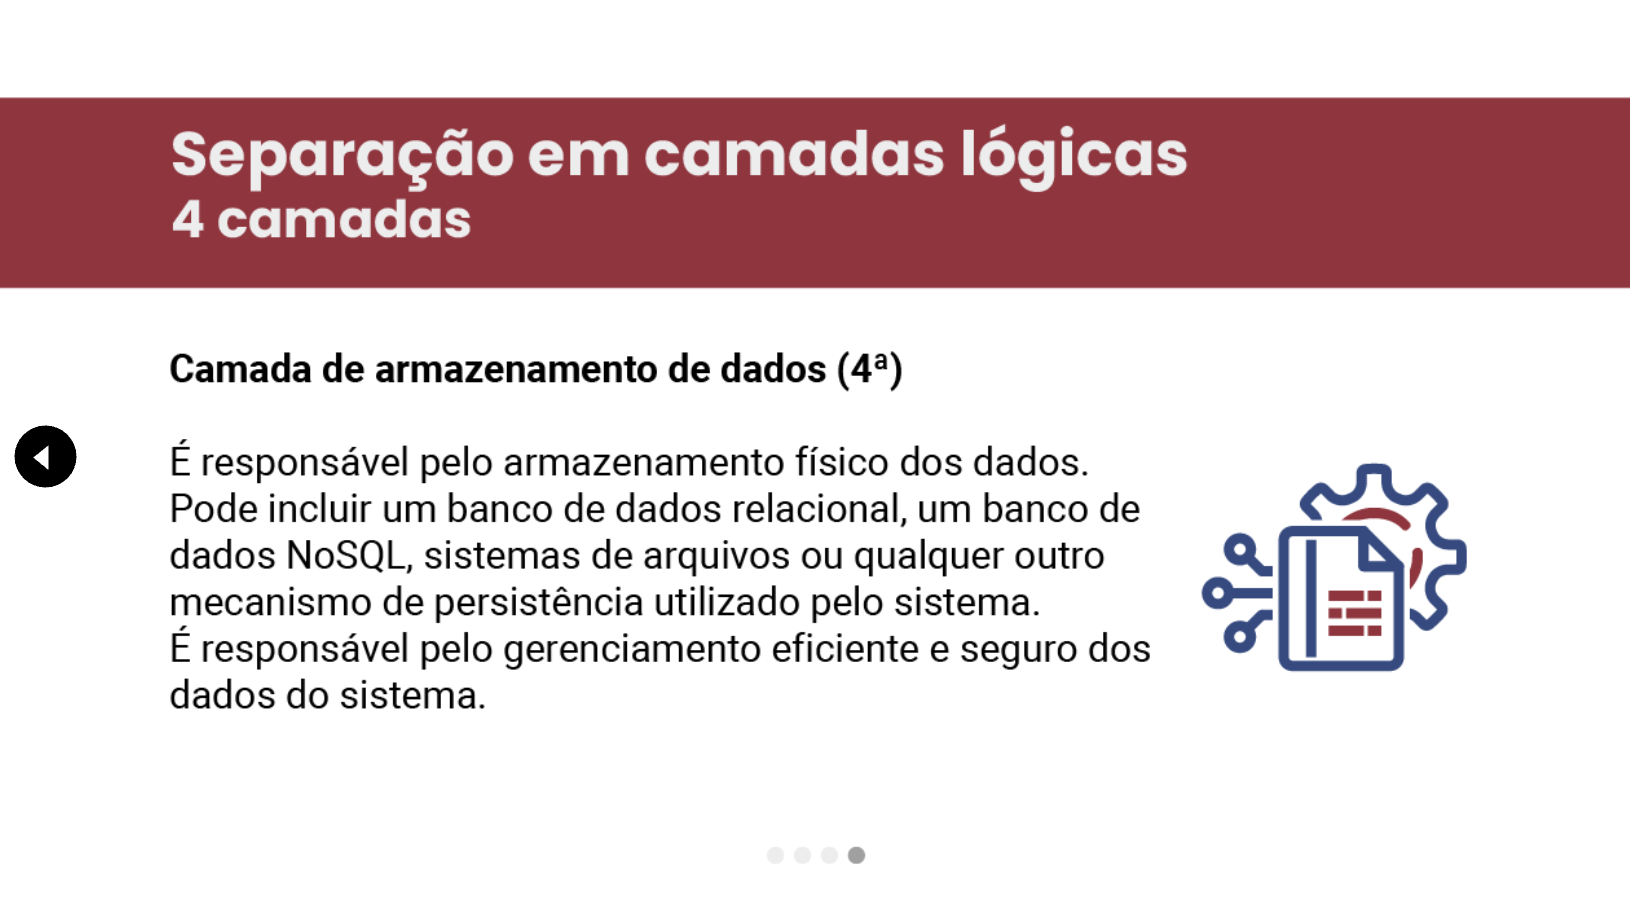 Separação em camadas lógicas
4 camadas
Camada de armazenamento de dados (4ª)
É responsável pelo armazenamento físico dos dados.
Pode incluir um banco de dados relacional, um banco de
dados NoSQL, sistemas de arquivos ou qualquer outro
mecanismo de persistência utilizado pelo sistema.
É responsável pelo gerenciamento eficiente e seguro dos
dados do sistema.